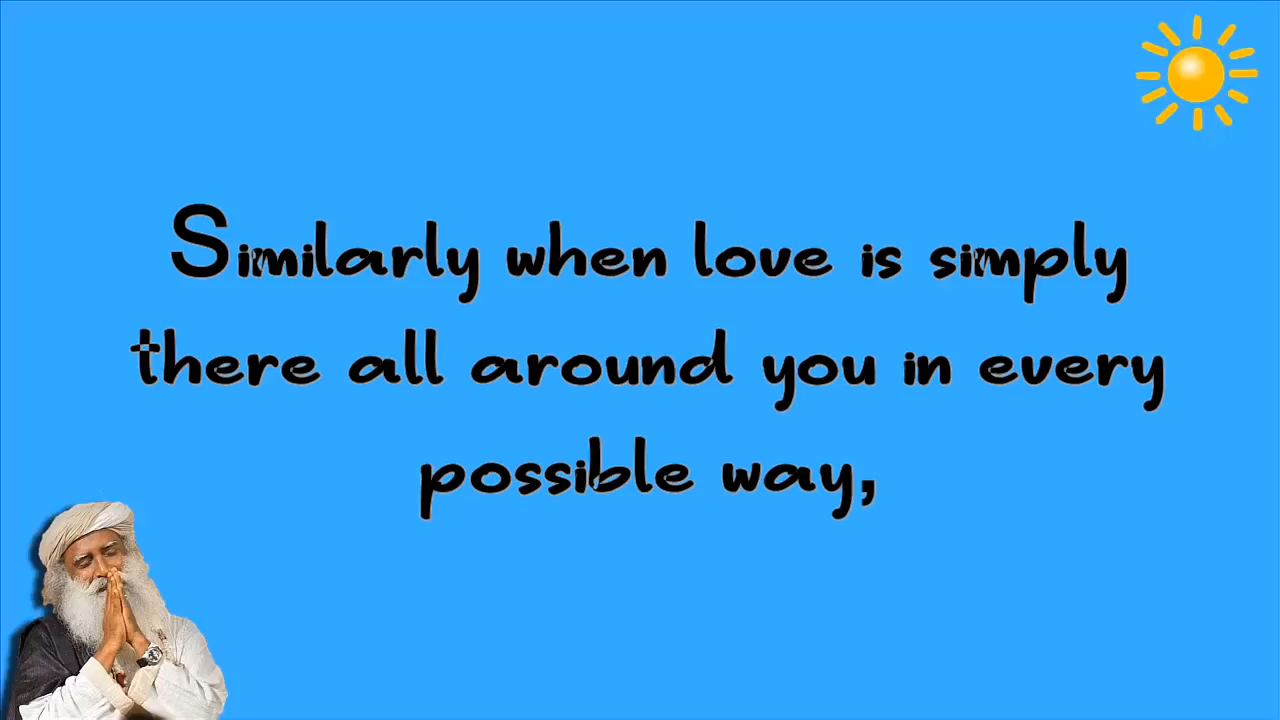 Similarly when love is simply
there all around you in every
possible way,